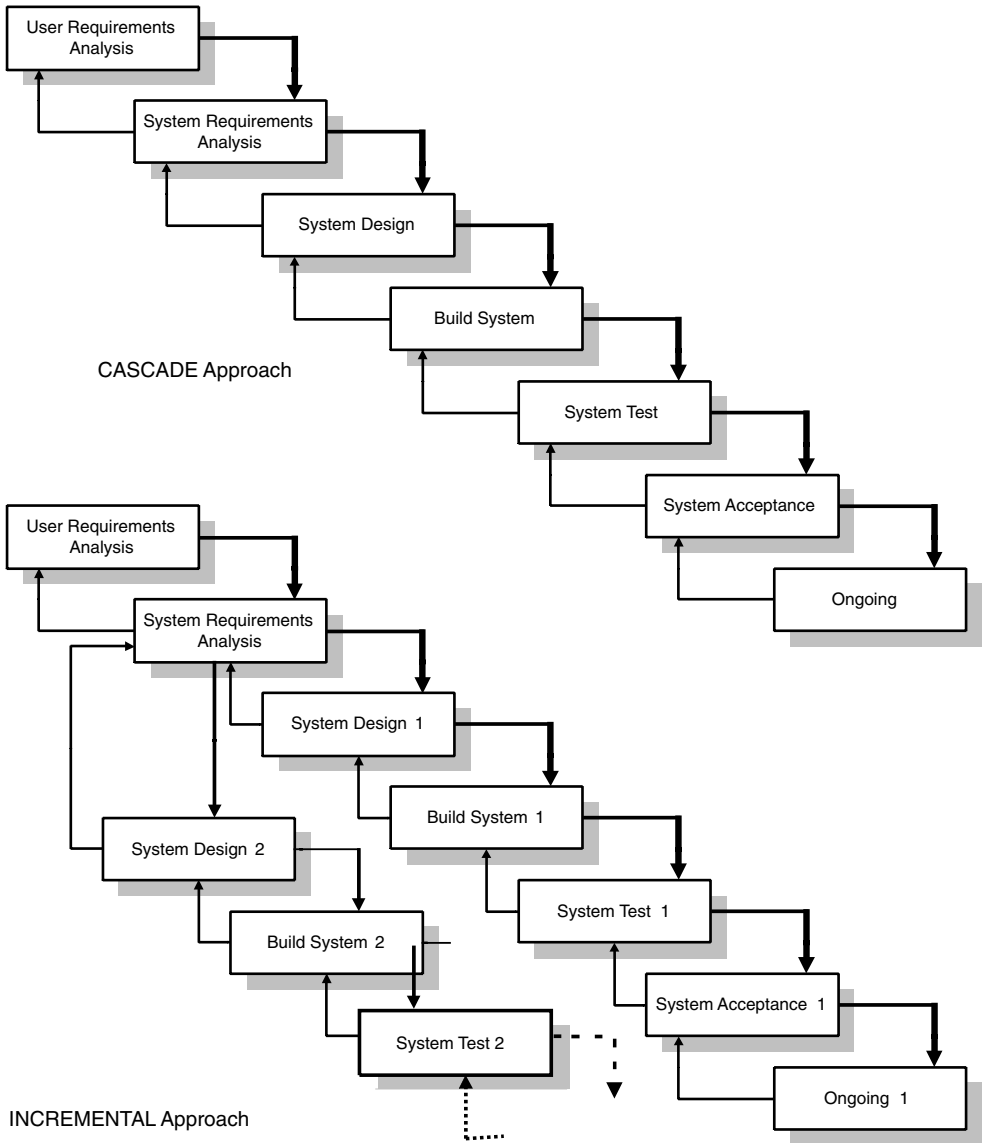 User Requirements
Analysis
System Requirements
Analysis
System Design
Build System
CASCADE Approach
System Test
System Acceptance
Ongoing
User Requirements
Analysis
System Requirements
Analysis
System Design 1
Build System 1
System Design 2
System Test 1
Build System 2
System Acceptance 1
System Test 2
Ongoing 1
INCREMENTAL Approach